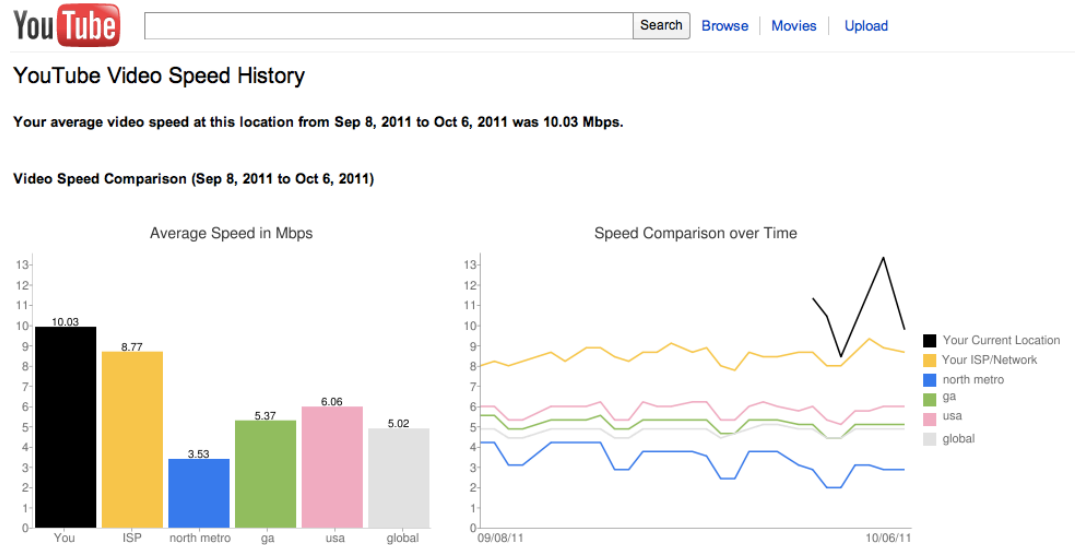 YouTube Search Browse Movies Upload
YouTube Video Speed History
Your average video speed at this location from Sep 8, 2011 to Oct 6, 2011 was 10.03 Mbps.
Video Speed Comparison (Sep 8, 2011 to Oct 6, 2011)
Average Speed in Mbps
13
12
11
10
9
8
7
6
5
4
3
2
1
0
10.03
8.77
3.53
5.37
6.06
5.02
You ISP north metro ga usa global
Speed Comparison over Time
13
12
11
10
9
8
7
6
5
4
3
2
1
0
09/08/11 10/06/11
Your Current Location
Your ISP/Network
north metro
ga
usa
global